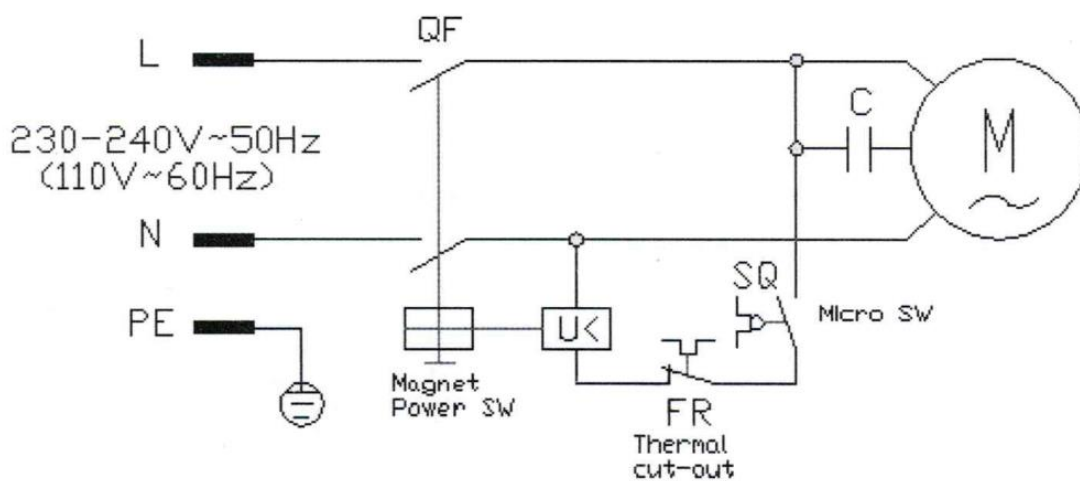 L
QF
C
M
230-240V~50Hz
(110V~60Hz)
N
SQ
Micro SW
PE
U<
Magnet
Power SW
FR
Thermal
cut-out